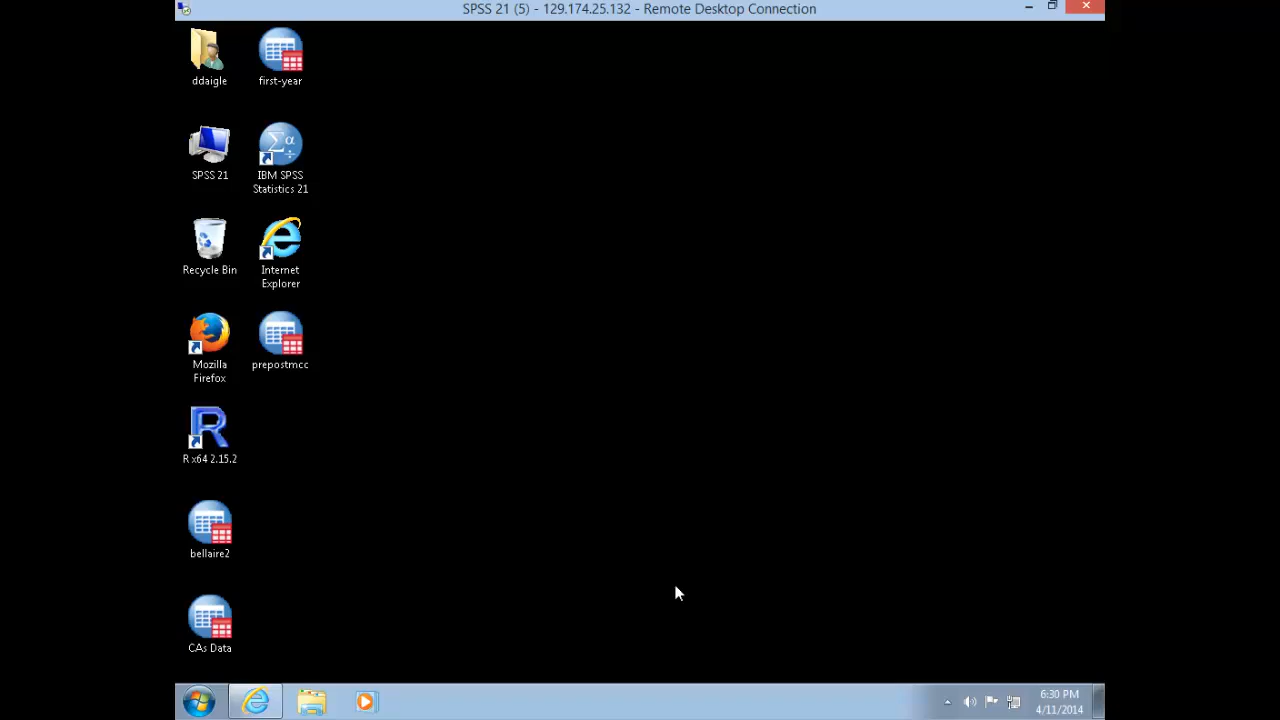 SPSS 21 (5) - 129.174.25.132 - Remote Desktop Connection
ddaigle
first-year
SPSS 21
IBM SPSS
Statistics 21
Recycle Bin
Internet
Explorer
Mozilla
Firefox
prepostmcc
R x64 2.15.2
bellaire2
CAs Data
6:30 PM
4/11/2014